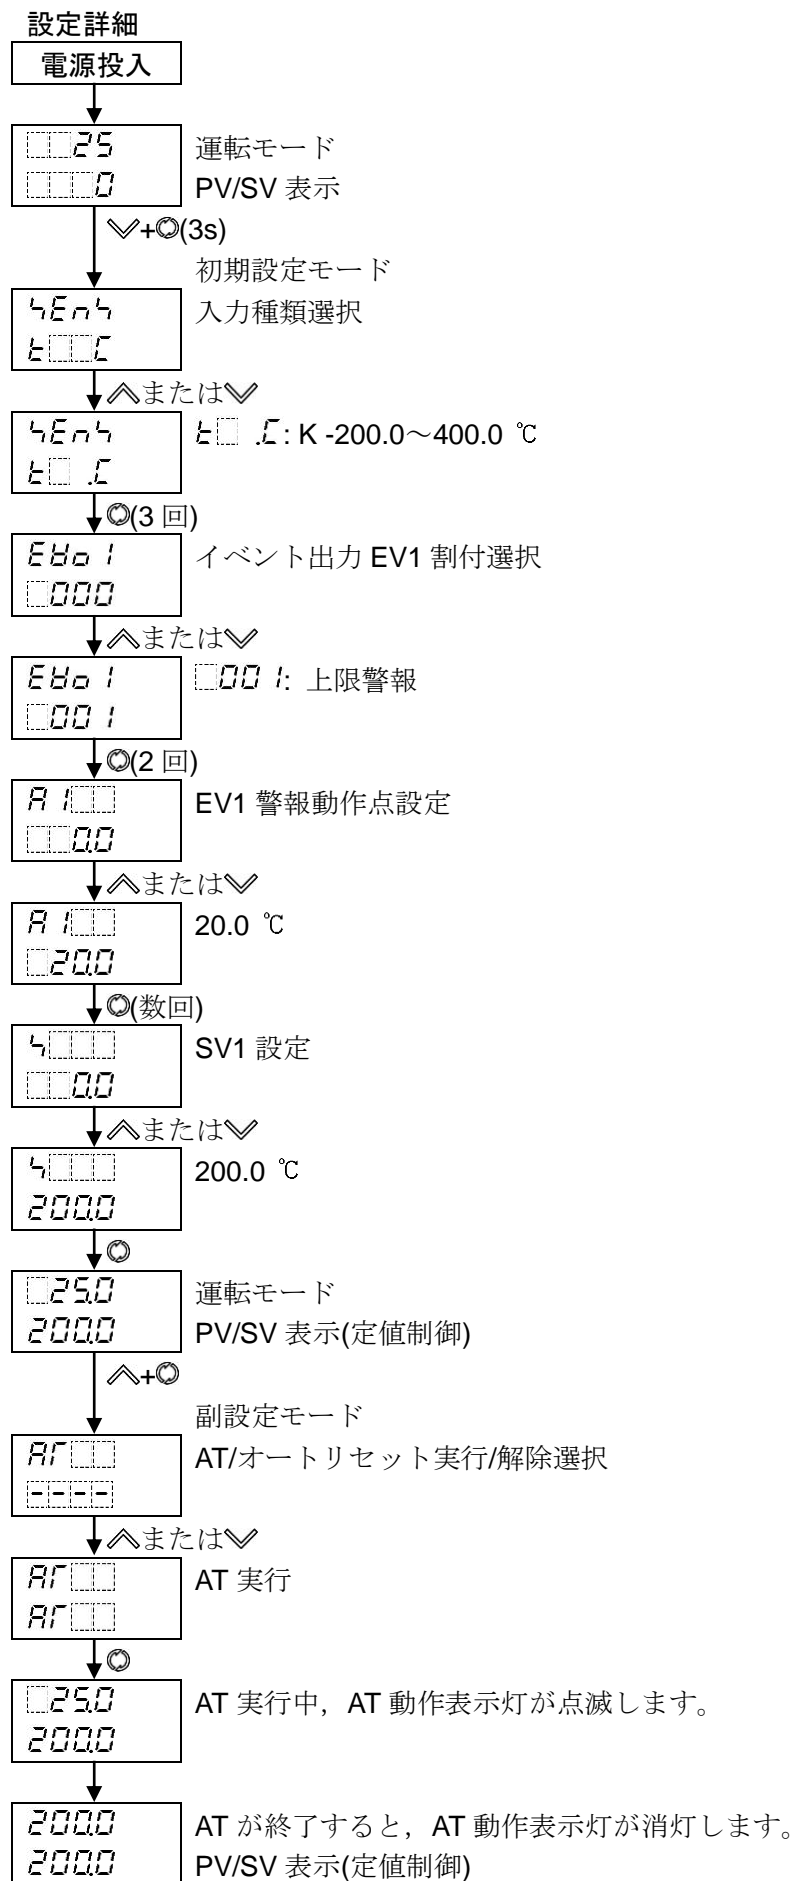 設定詳細
電源投入
25
0
運転モード
PV/SV 表示
+(3s)
初期設定モード
入力種類選択
または
: K -200.0～400.0 ℃
(3 回)
イベント出力 EV1 割付選択
000
または
001: 上限警報
001
(2 回)
A1
0.0
EV1 警報動作点設定
または
A1
20.0
20.0 ℃
(数回)
0.0
SV1 設定
または
200.0
200.0 ℃
25.0
200.0
運転モード
PV/SV 表示(定値制御)
+
副設定モード
AT
----
AT/オートリセット実行/解除選択
または
AT
AT
AT 実行
25.0
200.0
AT 実行中，AT 動作表示灯が点滅します。
200.0
200.0
AT が終了すると，AT 動作表示灯が消灯します。
PV/SV 表示(定値制御)